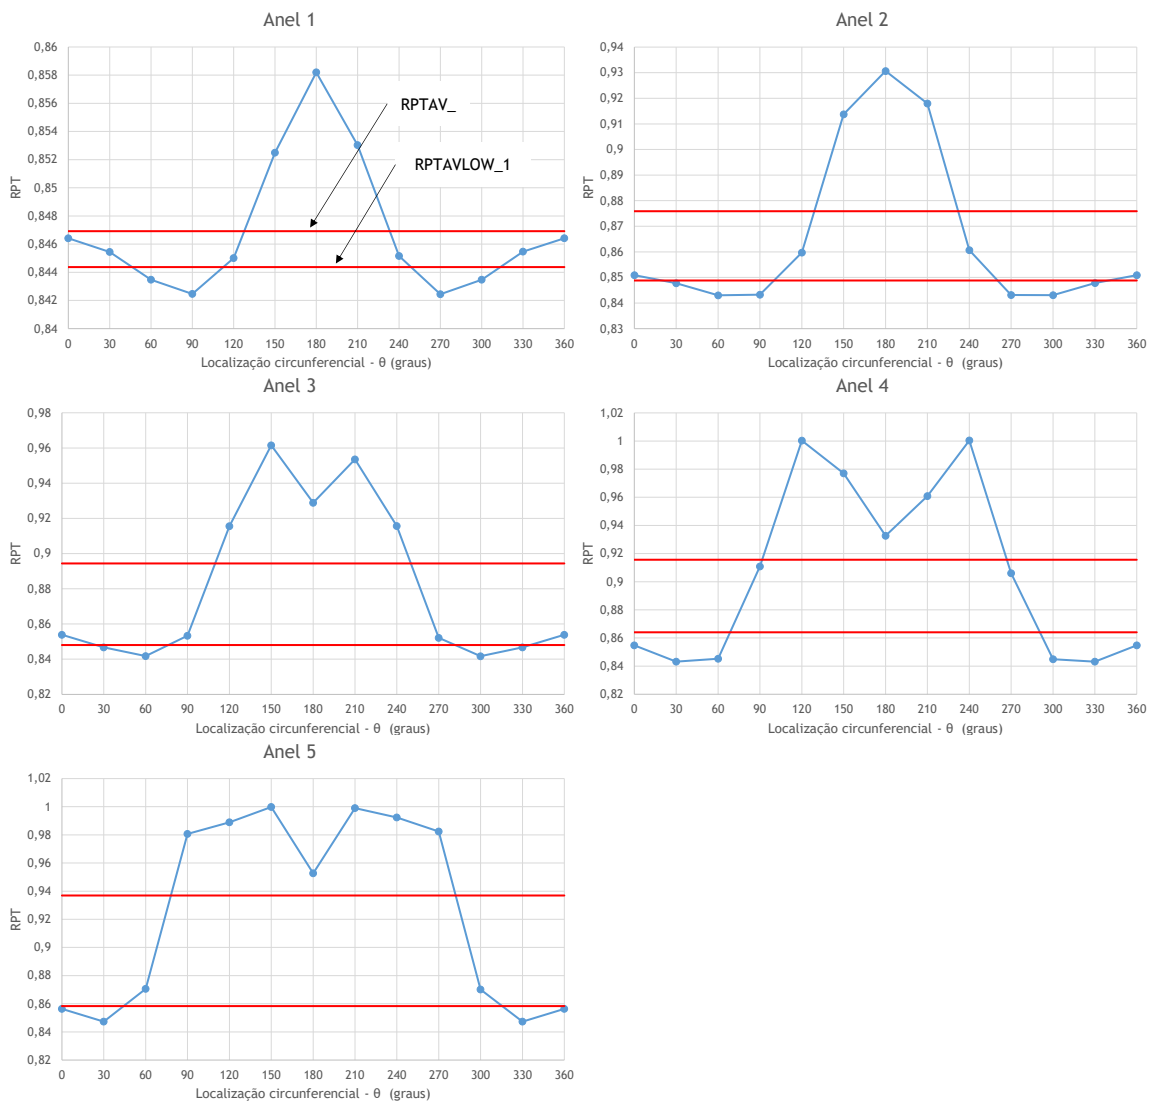 Anel 1
0,86
0,858
0,856
0,854
0,852
0,85
0,848
0,846
0,844
0,842
0,84
RPT
RPTAV_
RPTAVLOW_1
0 30 60 90 120 150 180 210 240 270 300 330 360
Localização circunferencial - θ (graus)
Anel 2
0,94
0,93
0,92
0,91
0,9
0,89
0,88
0,87
0,86
0,85
0,84
0,83
RPT
0 30 60 90 120 150 180 210 240 270 300 330 360
Localização circunferencial - θ (graus)
Anel 3
0,98
0,96
0,94
0,92
0,9
0,88
0,86
0,84
0,82
RPT
0 30 60 90 120 150 180 210 240 270 300 330 360
Localização circunferencial - θ (graus)
Anel 4
1,02
1
0,98
0,96
0,94
0,92
0,9
0,88
0,86
0,84
0,82
RPT
0 30 60 90 120 150 180 210 240 270 300 330 360
Localização circunferencial - θ (graus)
Anel 5
1,02
1
0,98
0,96
0,94
0,92
0,9
0,88
0,86
0,84
0,82
RPT
0 30 60 90 120 150 180 210 240 270 300 330 360
Localização circunferencial - θ (graus)